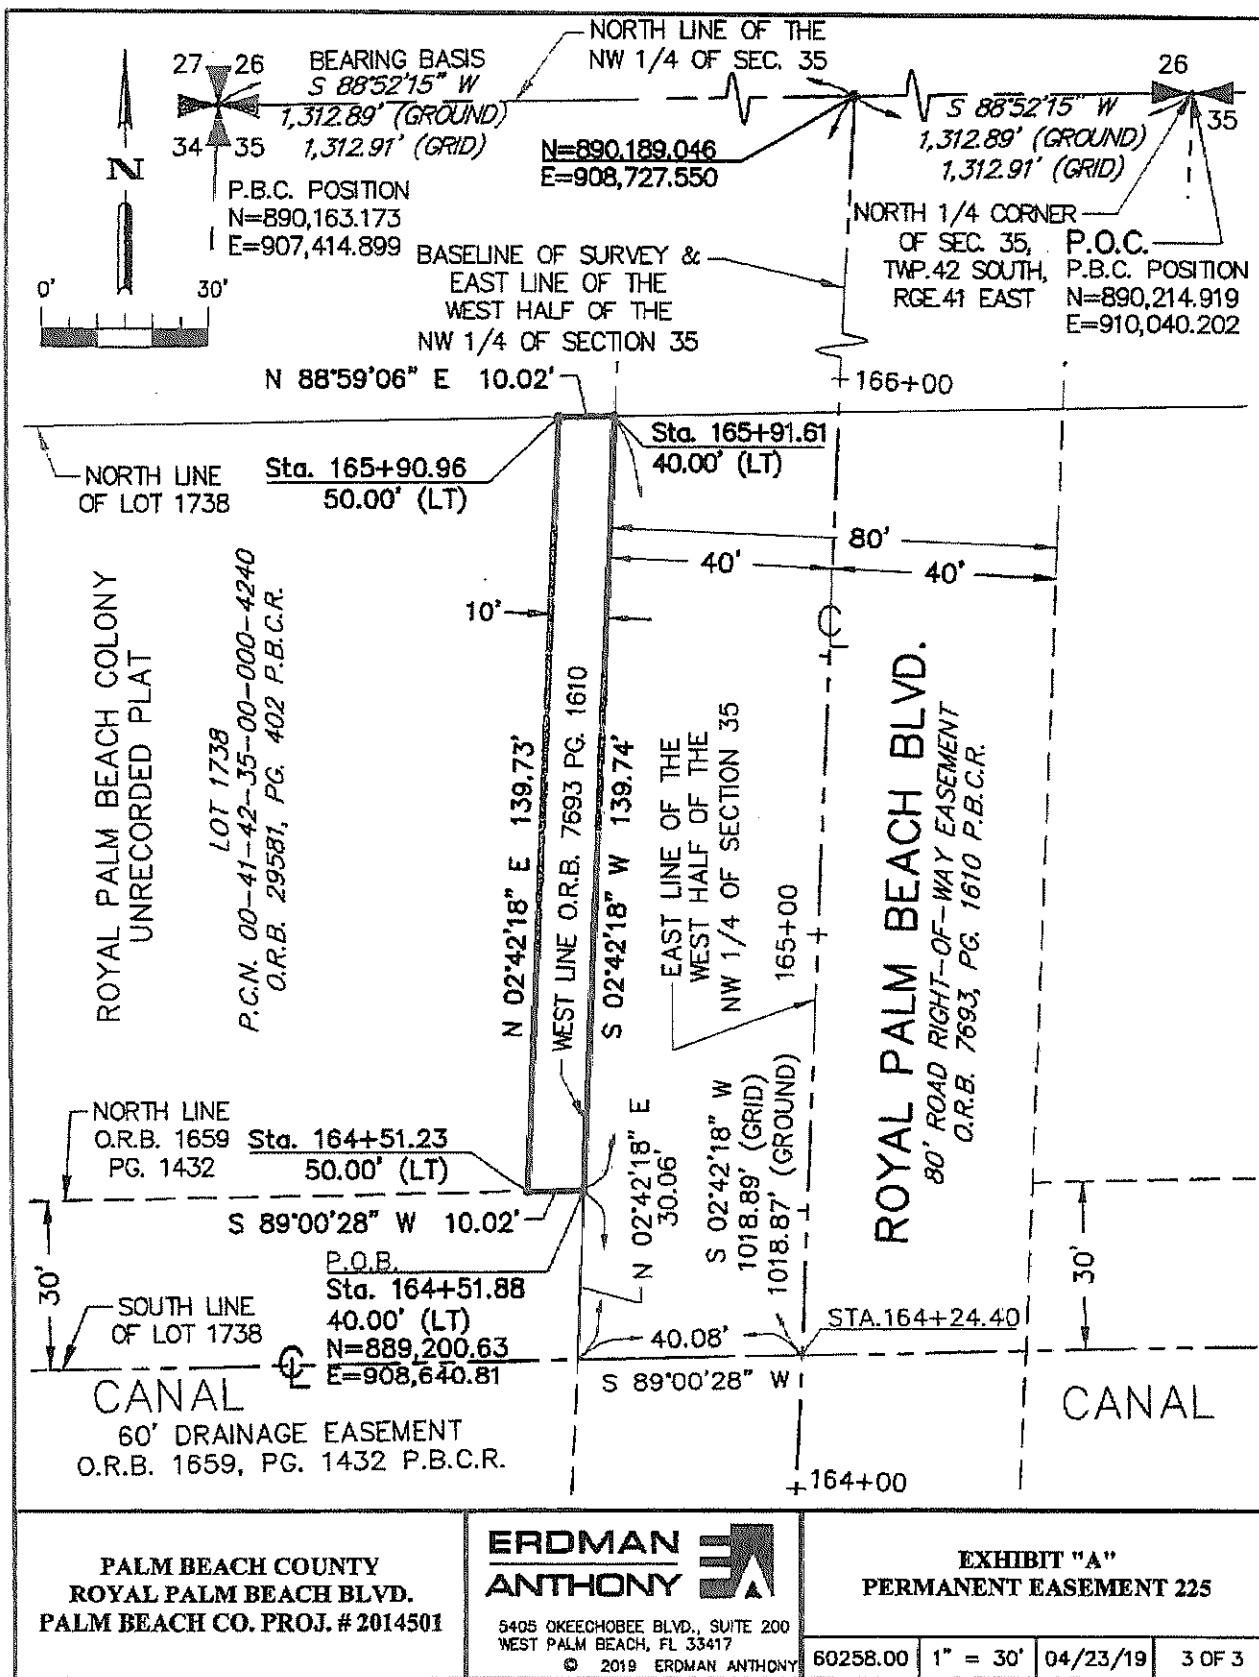 NORTH LINE OF THE
NW 1/4 OF SEC. 35
27 26
34 35
BEARING BASIS
S 88°52'15" W
1,312.89' (GROUND)
1,312.91' (GRID)
N
P.B.C. POSITION
N=890,163.173
E=907,414.899
N=890,189.046
E=908,727.550
S 88°52'15" W
1,312.89' (GROUND)
1,312.91' (GRID)
26
35
NORTH 1/4 CORNER
OF SEC. 35,
TWP.42 SOUTH,
RGE.41 EAST
P.O.C.
P.B.C. POSITION
N=890,214.919
E=910,040.202
0' 30'
BASELINE OF SURVEY &
EAST LINE OF THE
WEST HALF OF THE
NW 1/4 OF SECTION 35
N 88°59'06" E 10.02'
166+00
NORTH LINE
OF LOT 1738
Sta. 165+90.96
50.00' (LT)
Sta. 165+91.61
40.00' (LT)
80'
40'
40'
10'
CL
ROYAL PALM BEACH COLONY
UNRECORDED PLAT
LOT 1738
P.C.N. 00-41-42-35-00-000-4240
O.R.B. 29581, PG. 402 P.B.C.R.
N 02°42'18" E 139.73'
WEST LINE O.R.B. 7693 PG. 1610
S 02°42'18" W 139.74'
EAST LINE OF THE
WEST HALF OF THE
NW 1/4 OF SECTION 35
165+00
ROYAL PALM BEACH BLVD.
80' ROAD RIGHT-OF-WAY EASEMENT
O.R.B. 7693, PG. 1610 P.B.C.R.
NORTH LINE
O.R.B. 1659
PG. 1432
Sta. 164+51.23
50.00' (LT)
S 89°00'28" W 10.02'
N 02°42'18" E
30.06'
S 02°42'18" W
1018.89' (GRID)
1018.87' (GROUND)
30'
30'
P.O.B.
Sta. 164+51.88
40.00' (LT)
N=889,200.63
E=908,640.81
SOUTH LINE
OF LOT 1738
CL
40.08'
STA.164+24.40
S 89°00'28" W
CANAL
60' DRAINAGE EASEMENT
O.R.B. 1659, PG. 1432 P.B.C.R.
CANAL
164+00
PALM BEACH COUNTY
ROYAL PALM BEACH BLVD.
PALM BEACH CO. PROJ. # 2014501
ERDMAN
ANTHONY
5405 OKEECHOBEE BLVD., SUITE 200
WEST PALM BEACH, FL 33417
© 2019 ERDMAN ANTHONY
EXHIBIT "A"
PERMANENT EASEMENT 225
60258.00 1" = 30' 04/23/19 3 OF 3